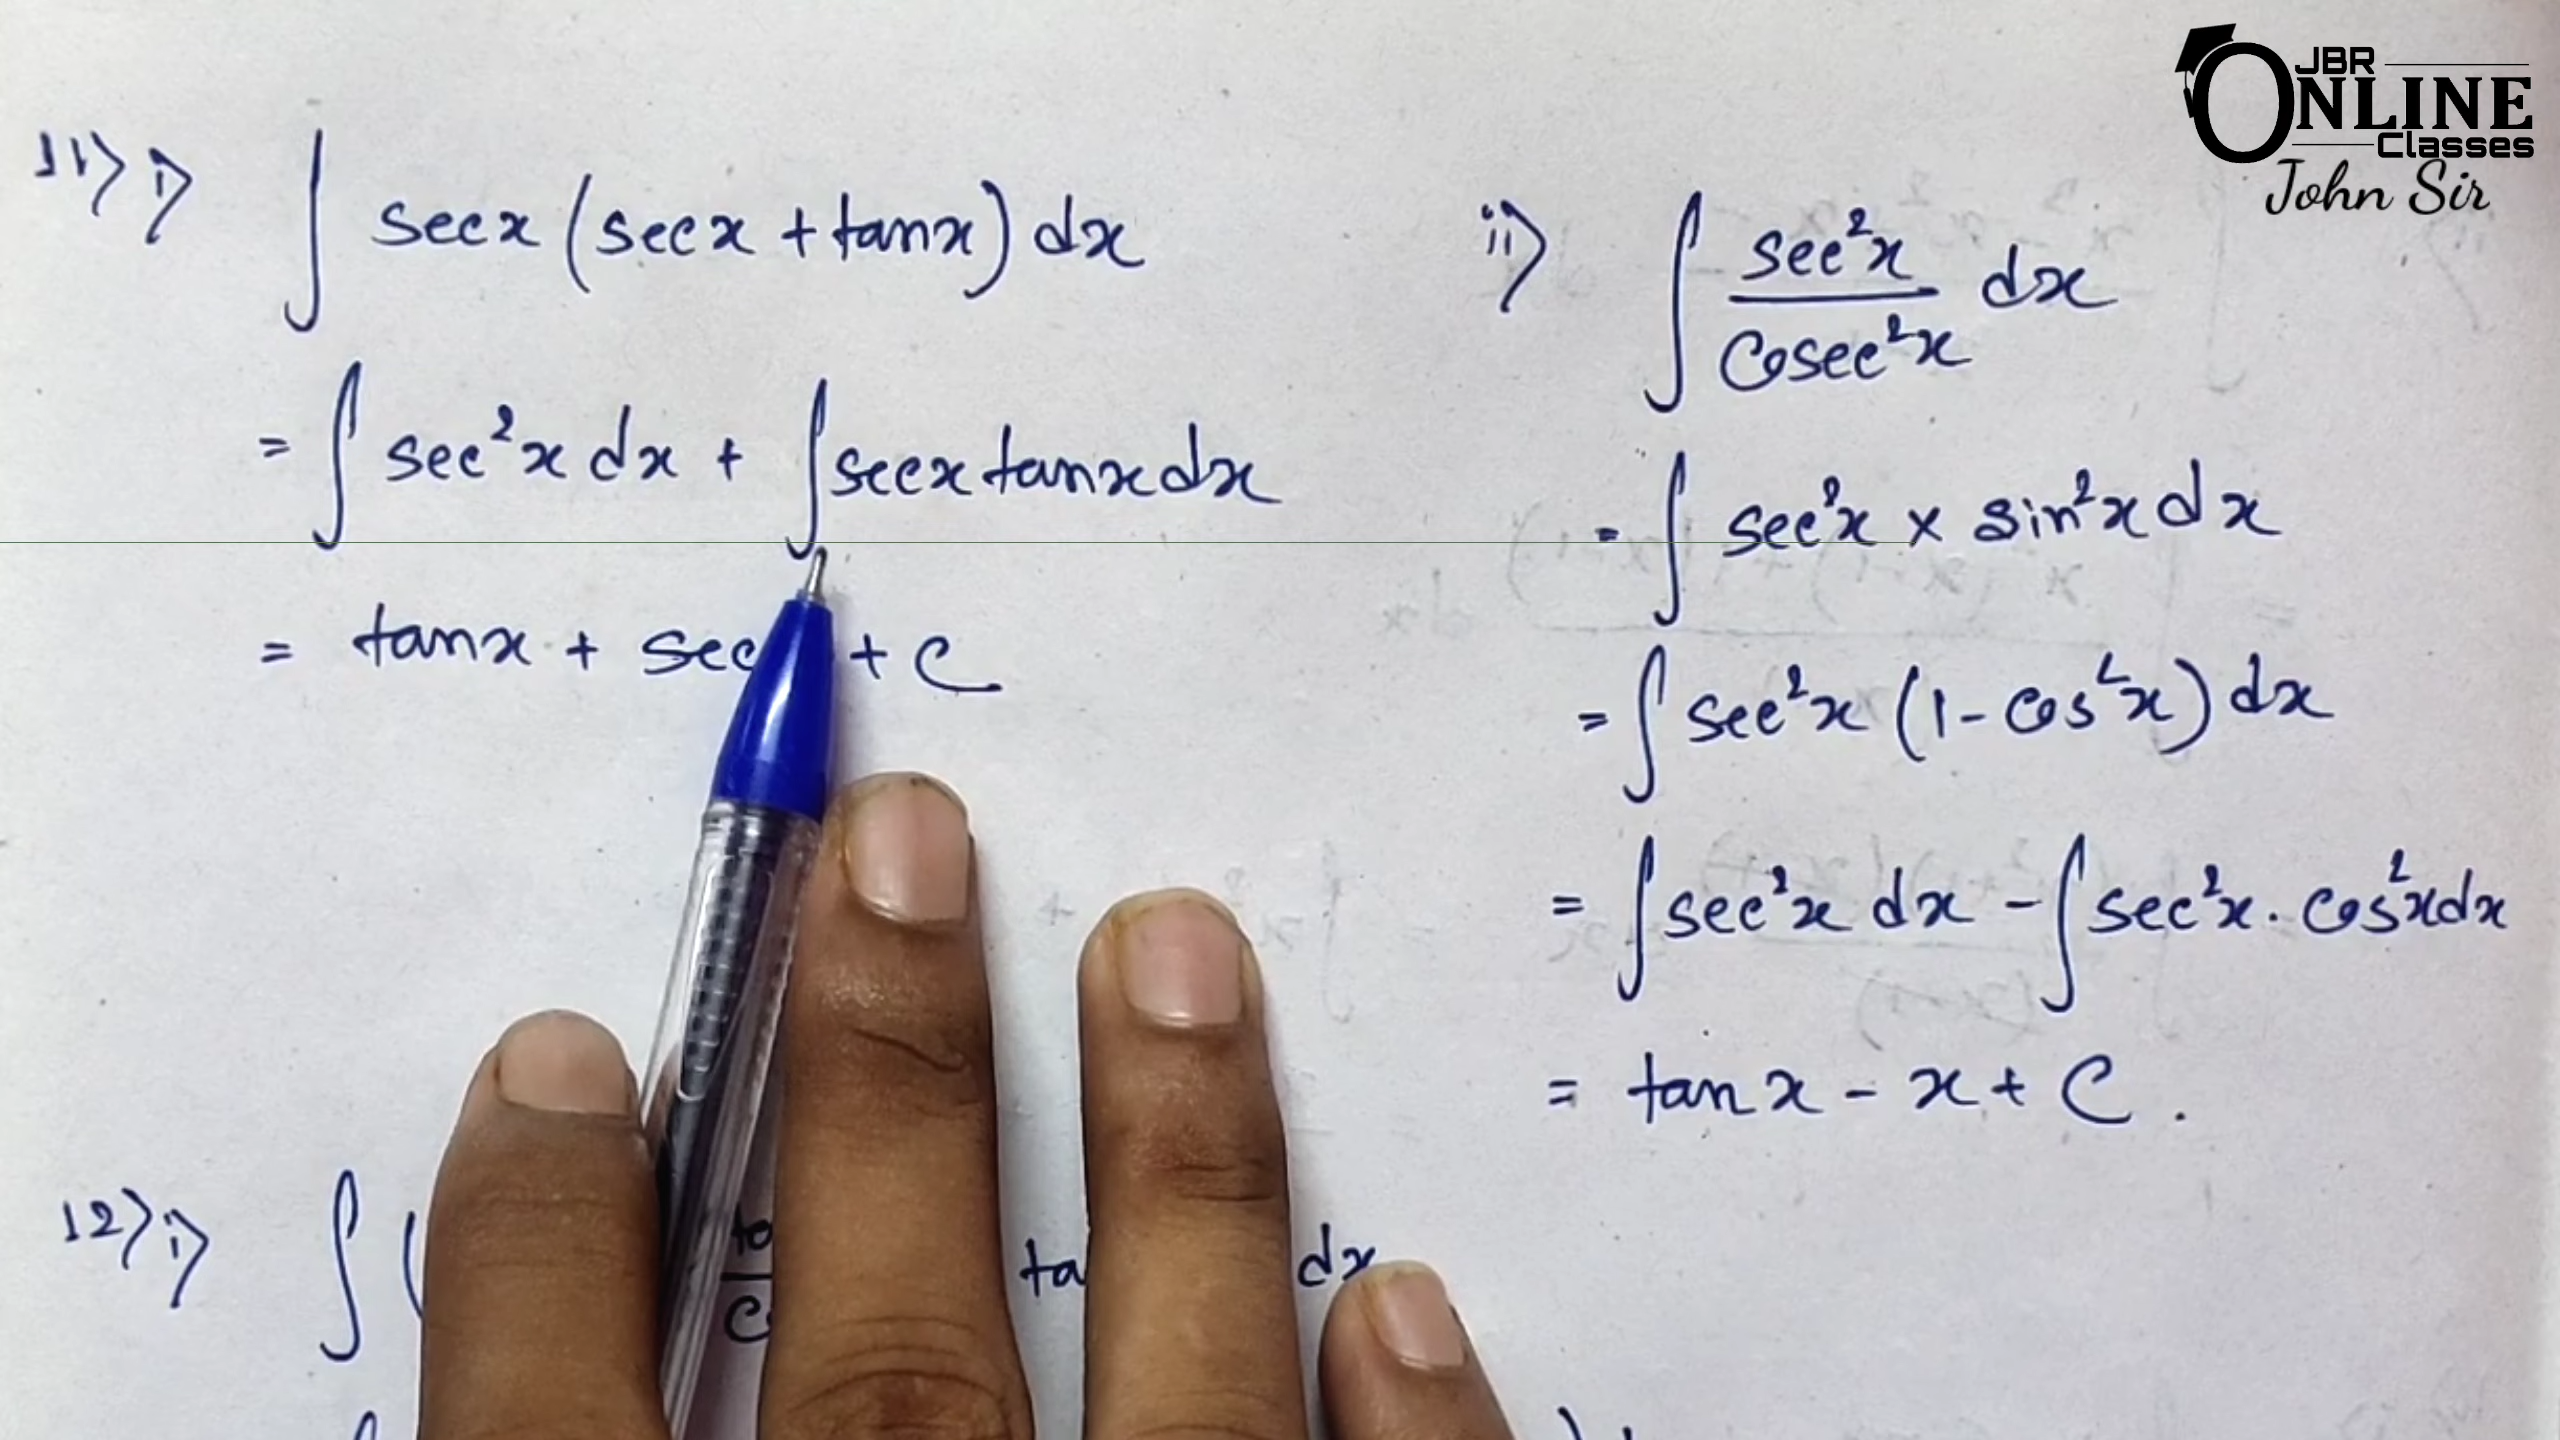 JBR
ONLINE
Classes
John Sir
11) i) ∫ secx (secx + tanx) dx
= ∫ sec²x dx + ∫ secx tanx dx
= tanx + sec + c
ii) ∫ sec²x / cosec²x dx
= ∫ sec²x × sin²x dx
= ∫ sec²x (1 - cos²x) dx
= ∫ sec²x dx - ∫ sec²x . cos²x dx
= tan x - x + c .
12) i) ∫ ( dx